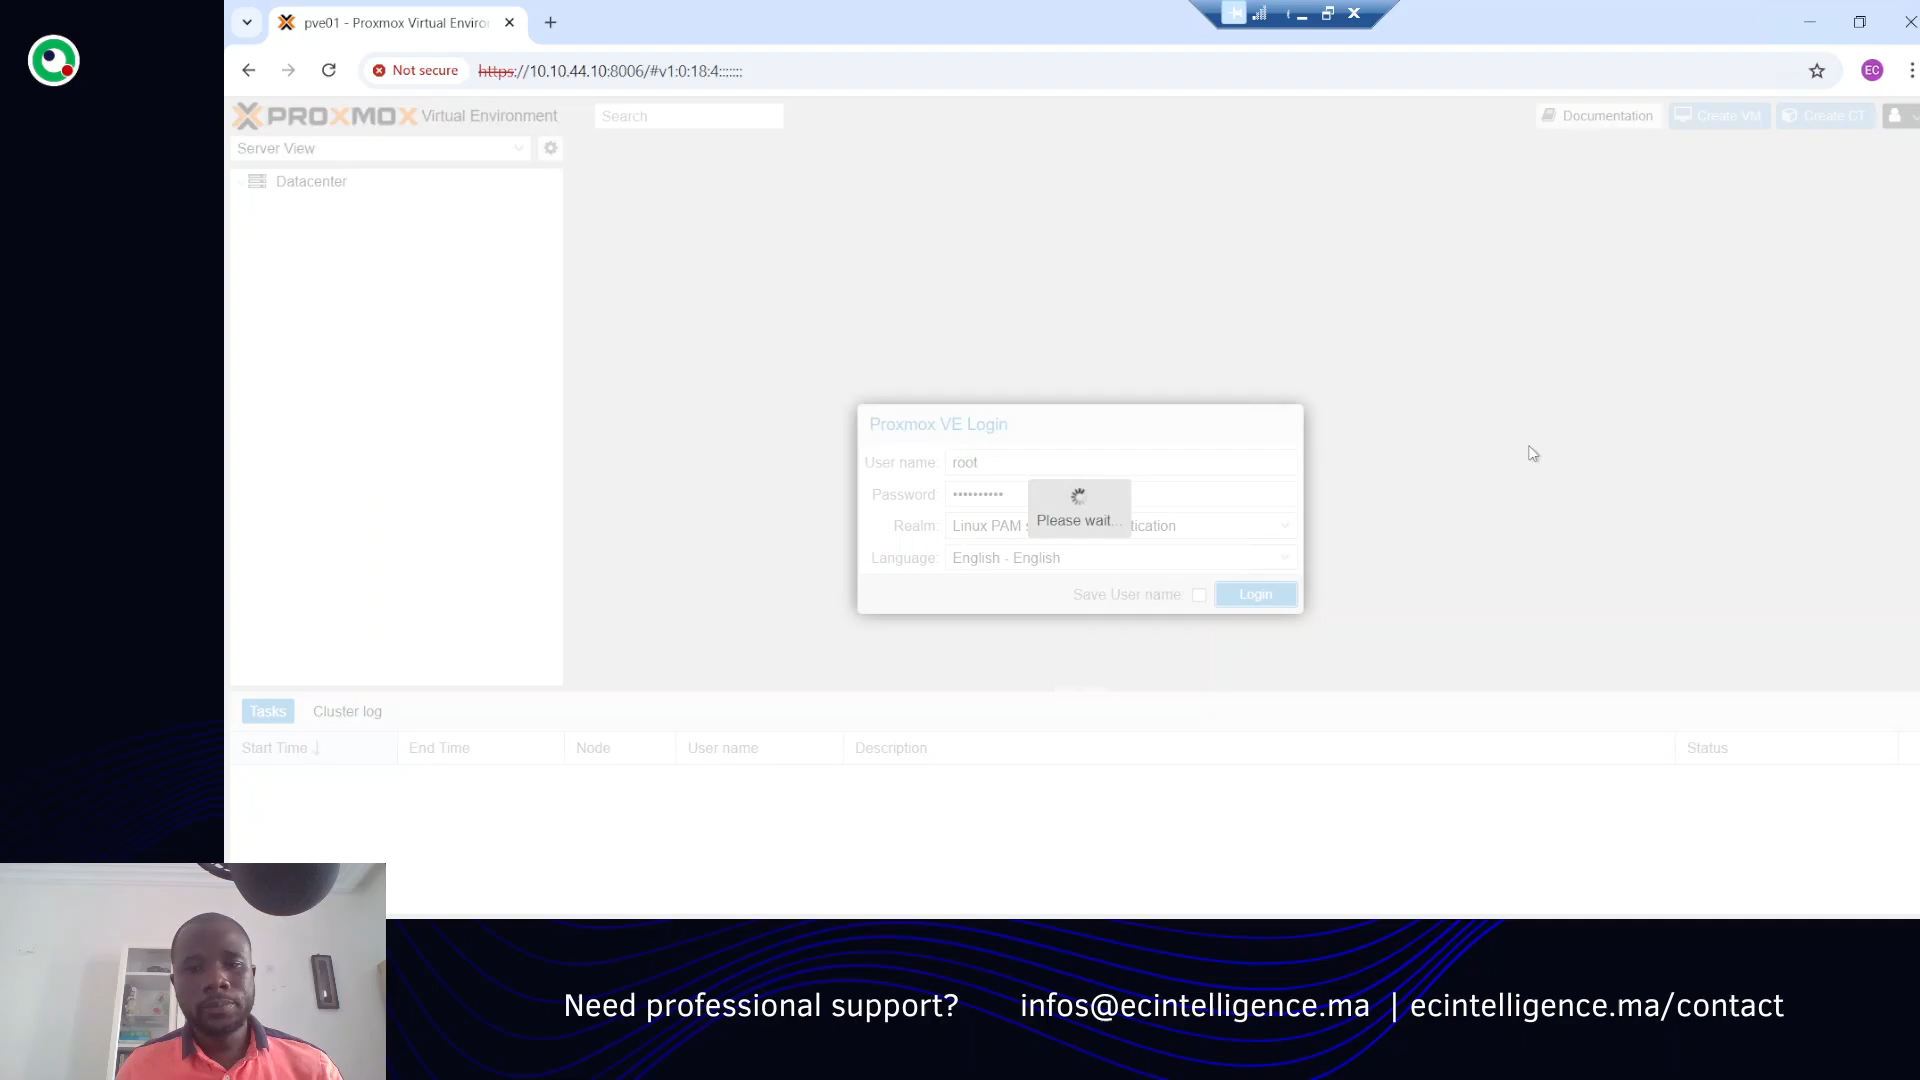 pve01 - Proxmox Virtual Enviro
Not secure
https://10.10.44.10:8006/#v1:0:18:4:::::::
EC
PROXMOX Virtual Environment
Search
Documentation
Create VM
Create CT
Server View
Datacenter
Proxmox VE Login
User name:
root
Password:
Please wait...
Realm:
Linux PAM
tication
Language:
English - English
Save User name:
Login
Tasks
Cluster log
Start Time
End Time
Node
User name
Description
Status
Need professional support?
infos@ecintelligence.ma | ecintelligence.ma/contact